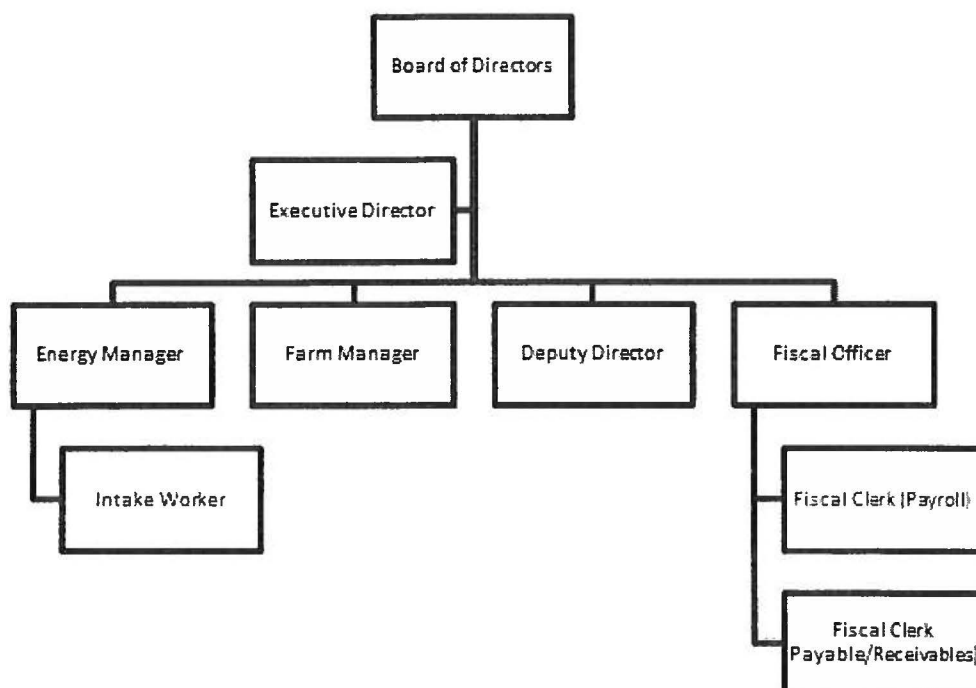 Board of Directors
Executive Director
Energy Manager
Farm Manager
Deputy Director
Fiscal Officer
Intake Worker
Fiscal Clerk (Payroll)
Fiscal Clerk
Payable/Receivables)